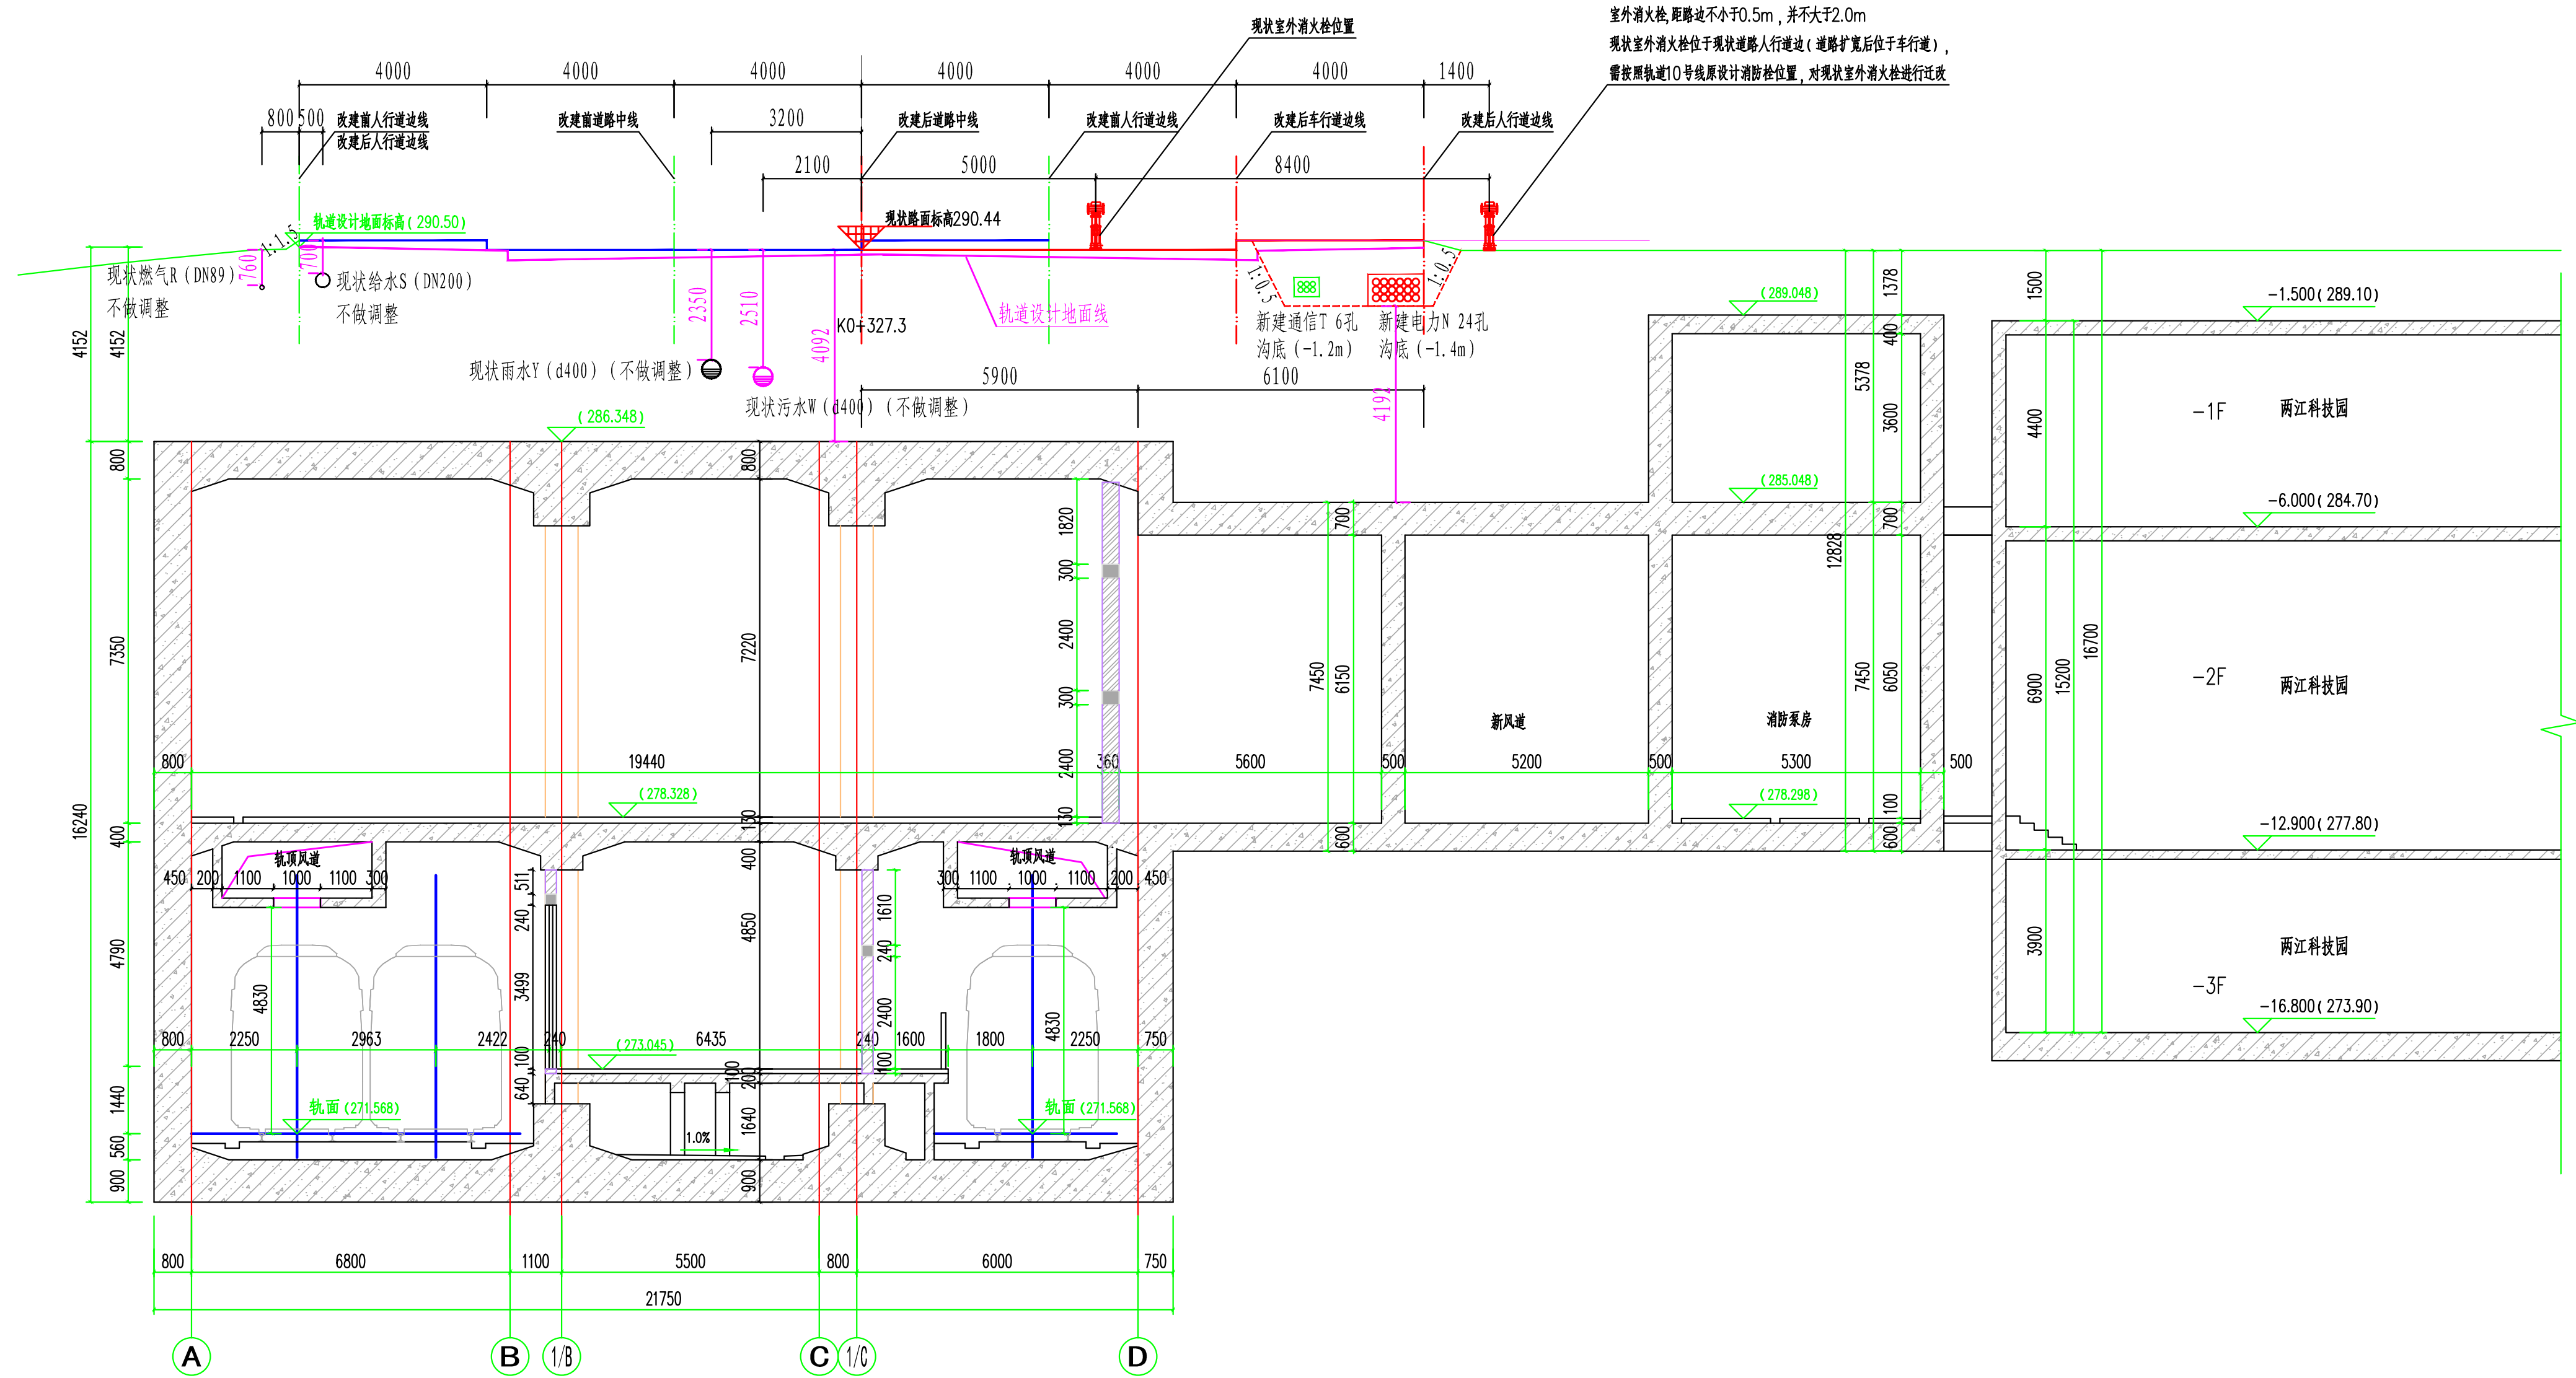 室外消火栓,距路边不小于0.5m，并不大于2.0m
现状室外消火栓位置
现状室外消火栓位于现状道路人行道边(道路扩宽后位于车行道),
需按照轨道10号线原设计消防栓位置,对现状室外消火栓进行迁改
4000 4000 4000 4000 4000 4000 1400
800 500 3200
改建前人行道边线
改建后人行道边线
改建前道路中线
改建后道路中线
改建前人行道边线
改建后车行道边线
改建后人行道边线
2100 5000 8400
轨道设计地面标高(290.50)
现状路面标高290.44
1:1.5
760
700
现状燃气R (DN89)
不做调整
现状给水S (DN200)
不做调整
2350
2510
4092
K0+327.3
轨道设计地面线
1:0.5
1:0.5
新建通信T 6孔
沟底 (-1.2m)
新建电力N 24孔
沟底 (-1.4m)
现状雨水Y (d400) (不做调整)
现状污水W (d400) (不做调整)
5900 6100
4192
(286.348)
(289.048)
(285.048)
1378
400
5378
3600
700
12828
7450
6050
100
600
1500
-1.500(289.10)
4400
-1F
两江科技园
-6.000(284.70)
6900
15200
16700
-2F
两江科技园
-12.900(277.80)
3900
-3F
两江科技园
-16.800(273.90)
4152
4152
800
7350
16240
400
4790
1440
560
900
800
7220
130
400
4850
100
200
1640
900
1820
300
2400
300
2400
130
700
7450
6150
600
新风道
消防泵房
800 19440 360 5600 500 5200 500 5300 500
(278.328)
(278.298)
轨顶风道
轨顶风道
450 200 1100 1000 1100 300
300 1100 1000 1100 200 450
511
240
3499
100
640
1610
240
2400
100
4830
4830
800 2250 2963 2422 240 6435 240 1600 1800 2250 750
(273.045)
轨面(271.568)
轨面(271.568)
1.0%
800 6800 1100 5500 800 6000 750
21750
A B 1/B C 1/C D